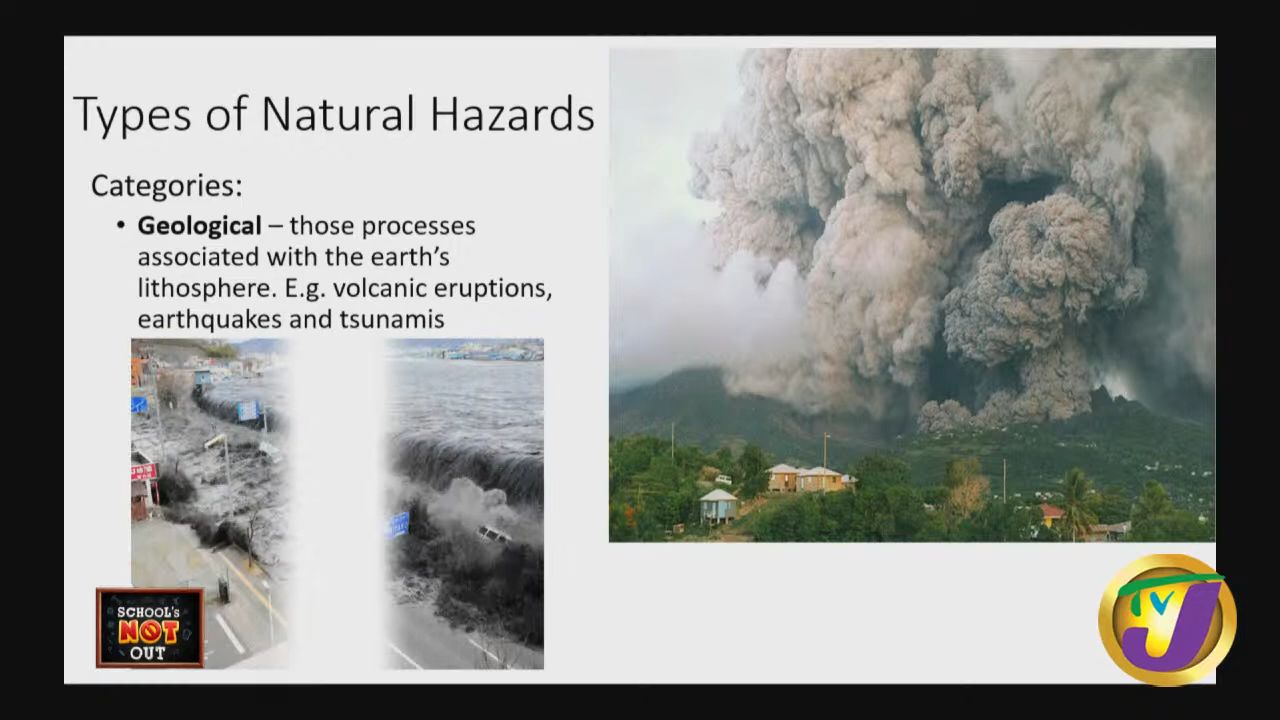 Types of Natural Hazards
Categories:
• Geological – those processes
associated with the earth’s
lithosphere. E.g. volcanic eruptions,
earthquakes and tsunamis
SCHOOL's
NOT
OUT
TVJ